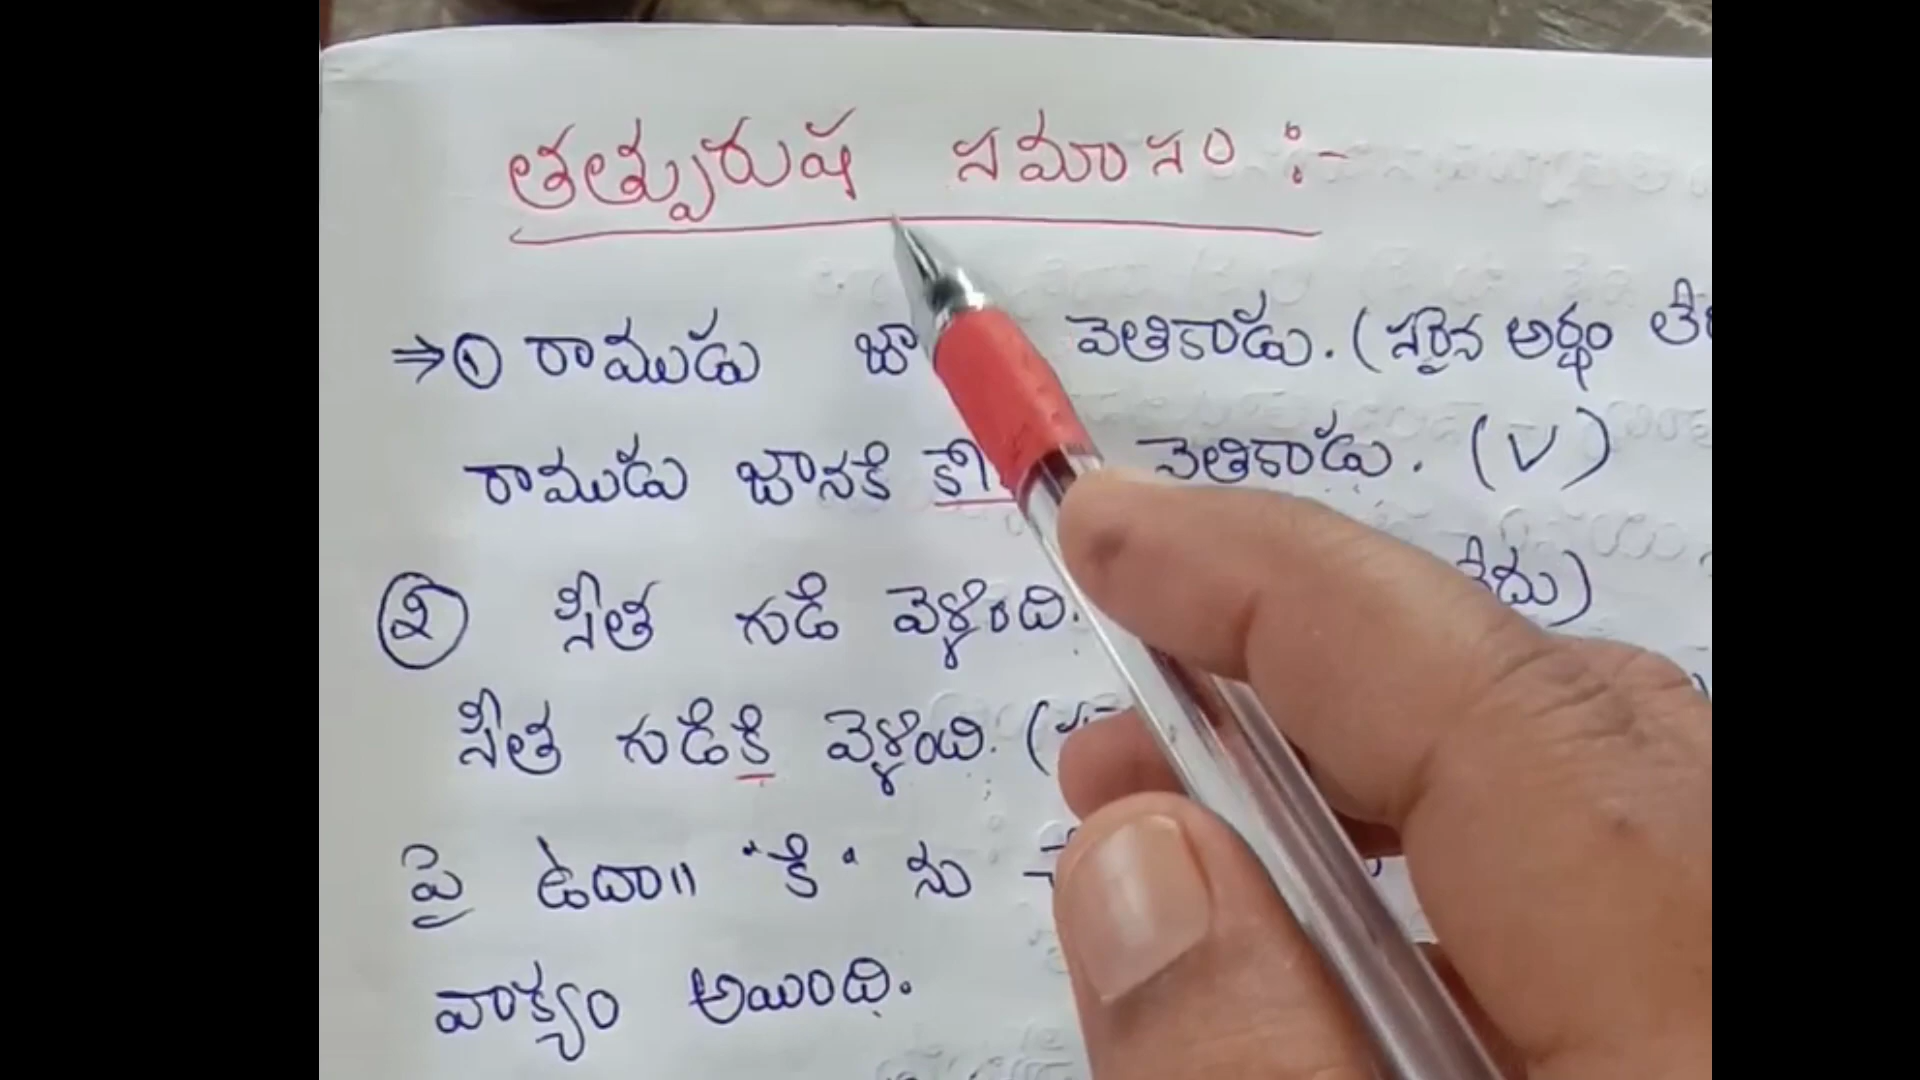 తత్పురుష సమాసం :-
⇒① రాముడు వెతికాడు. (సరైన అర్థం
రాముడు జానకి వెతికాడు. (V)
② సీత గుడి వెళ్ళింది.
సీత గుడికి వెళ్ళింది. (
పై ఉదా॥ "కి" ను
వాక్యం అయింది.